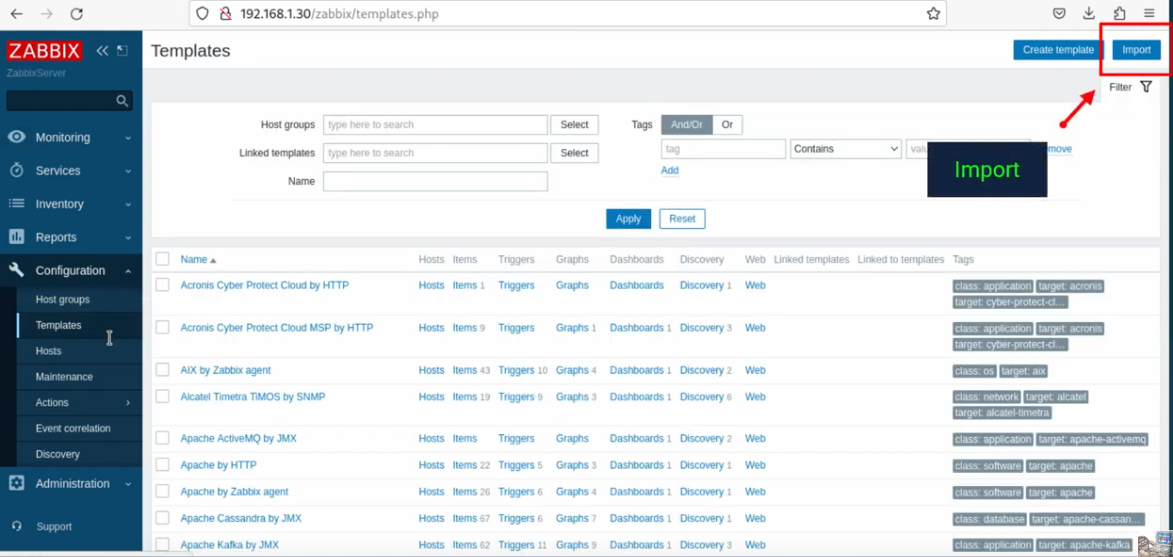 192.168.1.30/zabbix/templates.php
ZABBIX
ZabbixServer
Monitoring
Services
Inventory
Reports
Configuration
Host groups
Templates
Hosts
Maintenance
Actions
Event correlation
Discovery
Administration
Support
Templates
Create template Import
Filter
Host groups type here to search Select
Tags And/Or Or
Linked templates type here to search Select
tag Contains
Add
Import
Name
Apply Reset
Name Hosts Items Triggers Graphs Dashboards Discovery Web Linked templates Linked to templates Tags
Acronis Cyber Protect Cloud by HTTP Hosts Items 1 Triggers Graphs Dashboards Discovery 1 Web class: application target: acronis
target: cyber-protect-cl...
Acronis Cyber Protect Cloud MSP by HTTP Hosts Items 9 Triggers Graphs 1 Dashboards 1 Discovery 3 Web class: application target: acronis
target: cyber-protect-cl...
AIX by Zabbix agent Hosts Items 43 Triggers 10 Graphs 4 Dashboards 1 Discovery 2 Web class: os target: aix
Alcatel Timetra TiMOS by SNMP Hosts Items 19 Triggers 9 Graphs 3 Dashboards 1 Discovery 6 Web class: network target: alcatel
target: alcatel-timetra
Apache ActiveMQ by JMX Hosts Items Triggers Graphs Dashboards 1 Discovery 2 Web class: application target: apache-activemq
Apache by HTTP Hosts Items 22 Triggers 5 Graphs 3 Dashboards 1 Discovery 1 Web class: software target: apache
Apache by Zabbix agent Hosts Items 26 Triggers 6 Graphs 4 Dashboards 1 Discovery 1 Web class: software target: apache
Apache Cassandra by JMX Hosts Items 67 Triggers 6 Graphs 7 Dashboards 1 Discovery 1 Web class: database target: apache-cassan...
Apache Kafka by JMX Hosts Items 62 Triggers 11 Graphs 9 Dashboards 1 Discovery 3 Web class: application target: apache-kafka